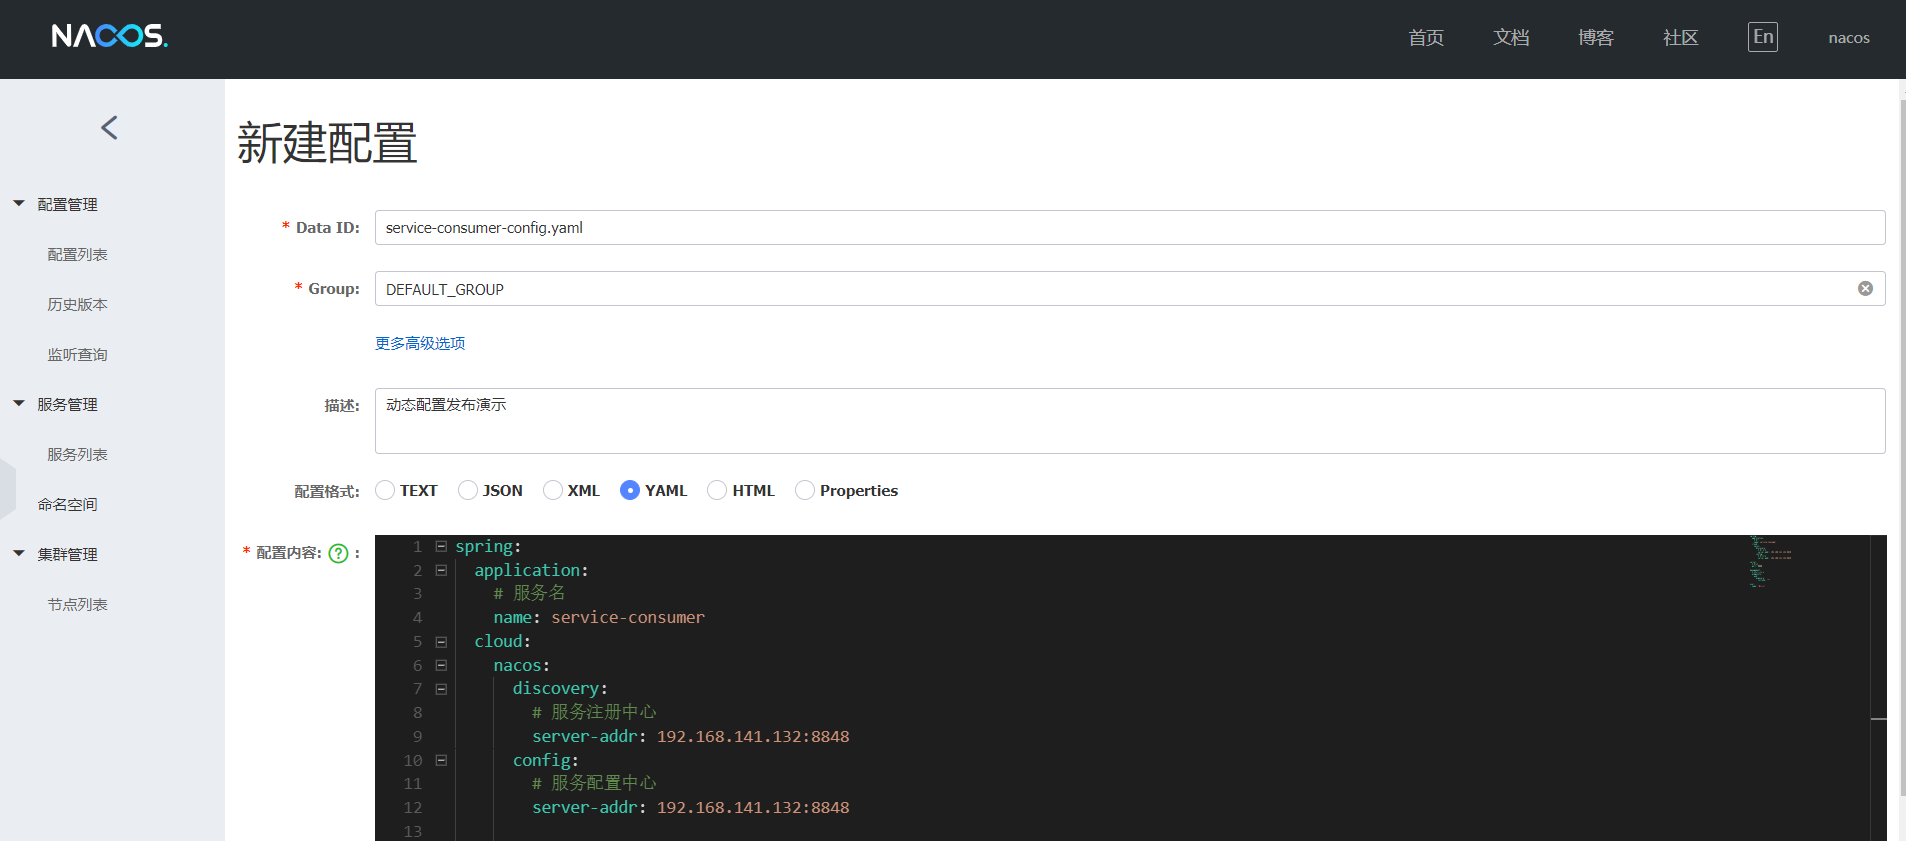 NACOS.
首页 文档 博客 社区 En nacos
新建配置
配置管理
配置列表
历史版本
监听查询
服务管理
服务列表
命名空间
集群管理
节点列表
* Data ID: service-consumer-config.yaml
* Group: DEFAULT_GROUP
更多高级选项
描述: 动态配置发布演示
配置格式: TEXT JSON XML YAML HTML Properties
* 配置内容: ? :
1 spring:
2 application:
3 # 服务名
4 name: service-consumer
5 cloud:
6 nacos:
7 discovery:
8 # 服务注册中心
9 server-addr: 192.168.141.132:8848
10 config:
11 # 服务配置中心
12 server-addr: 192.168.141.132:8848
13